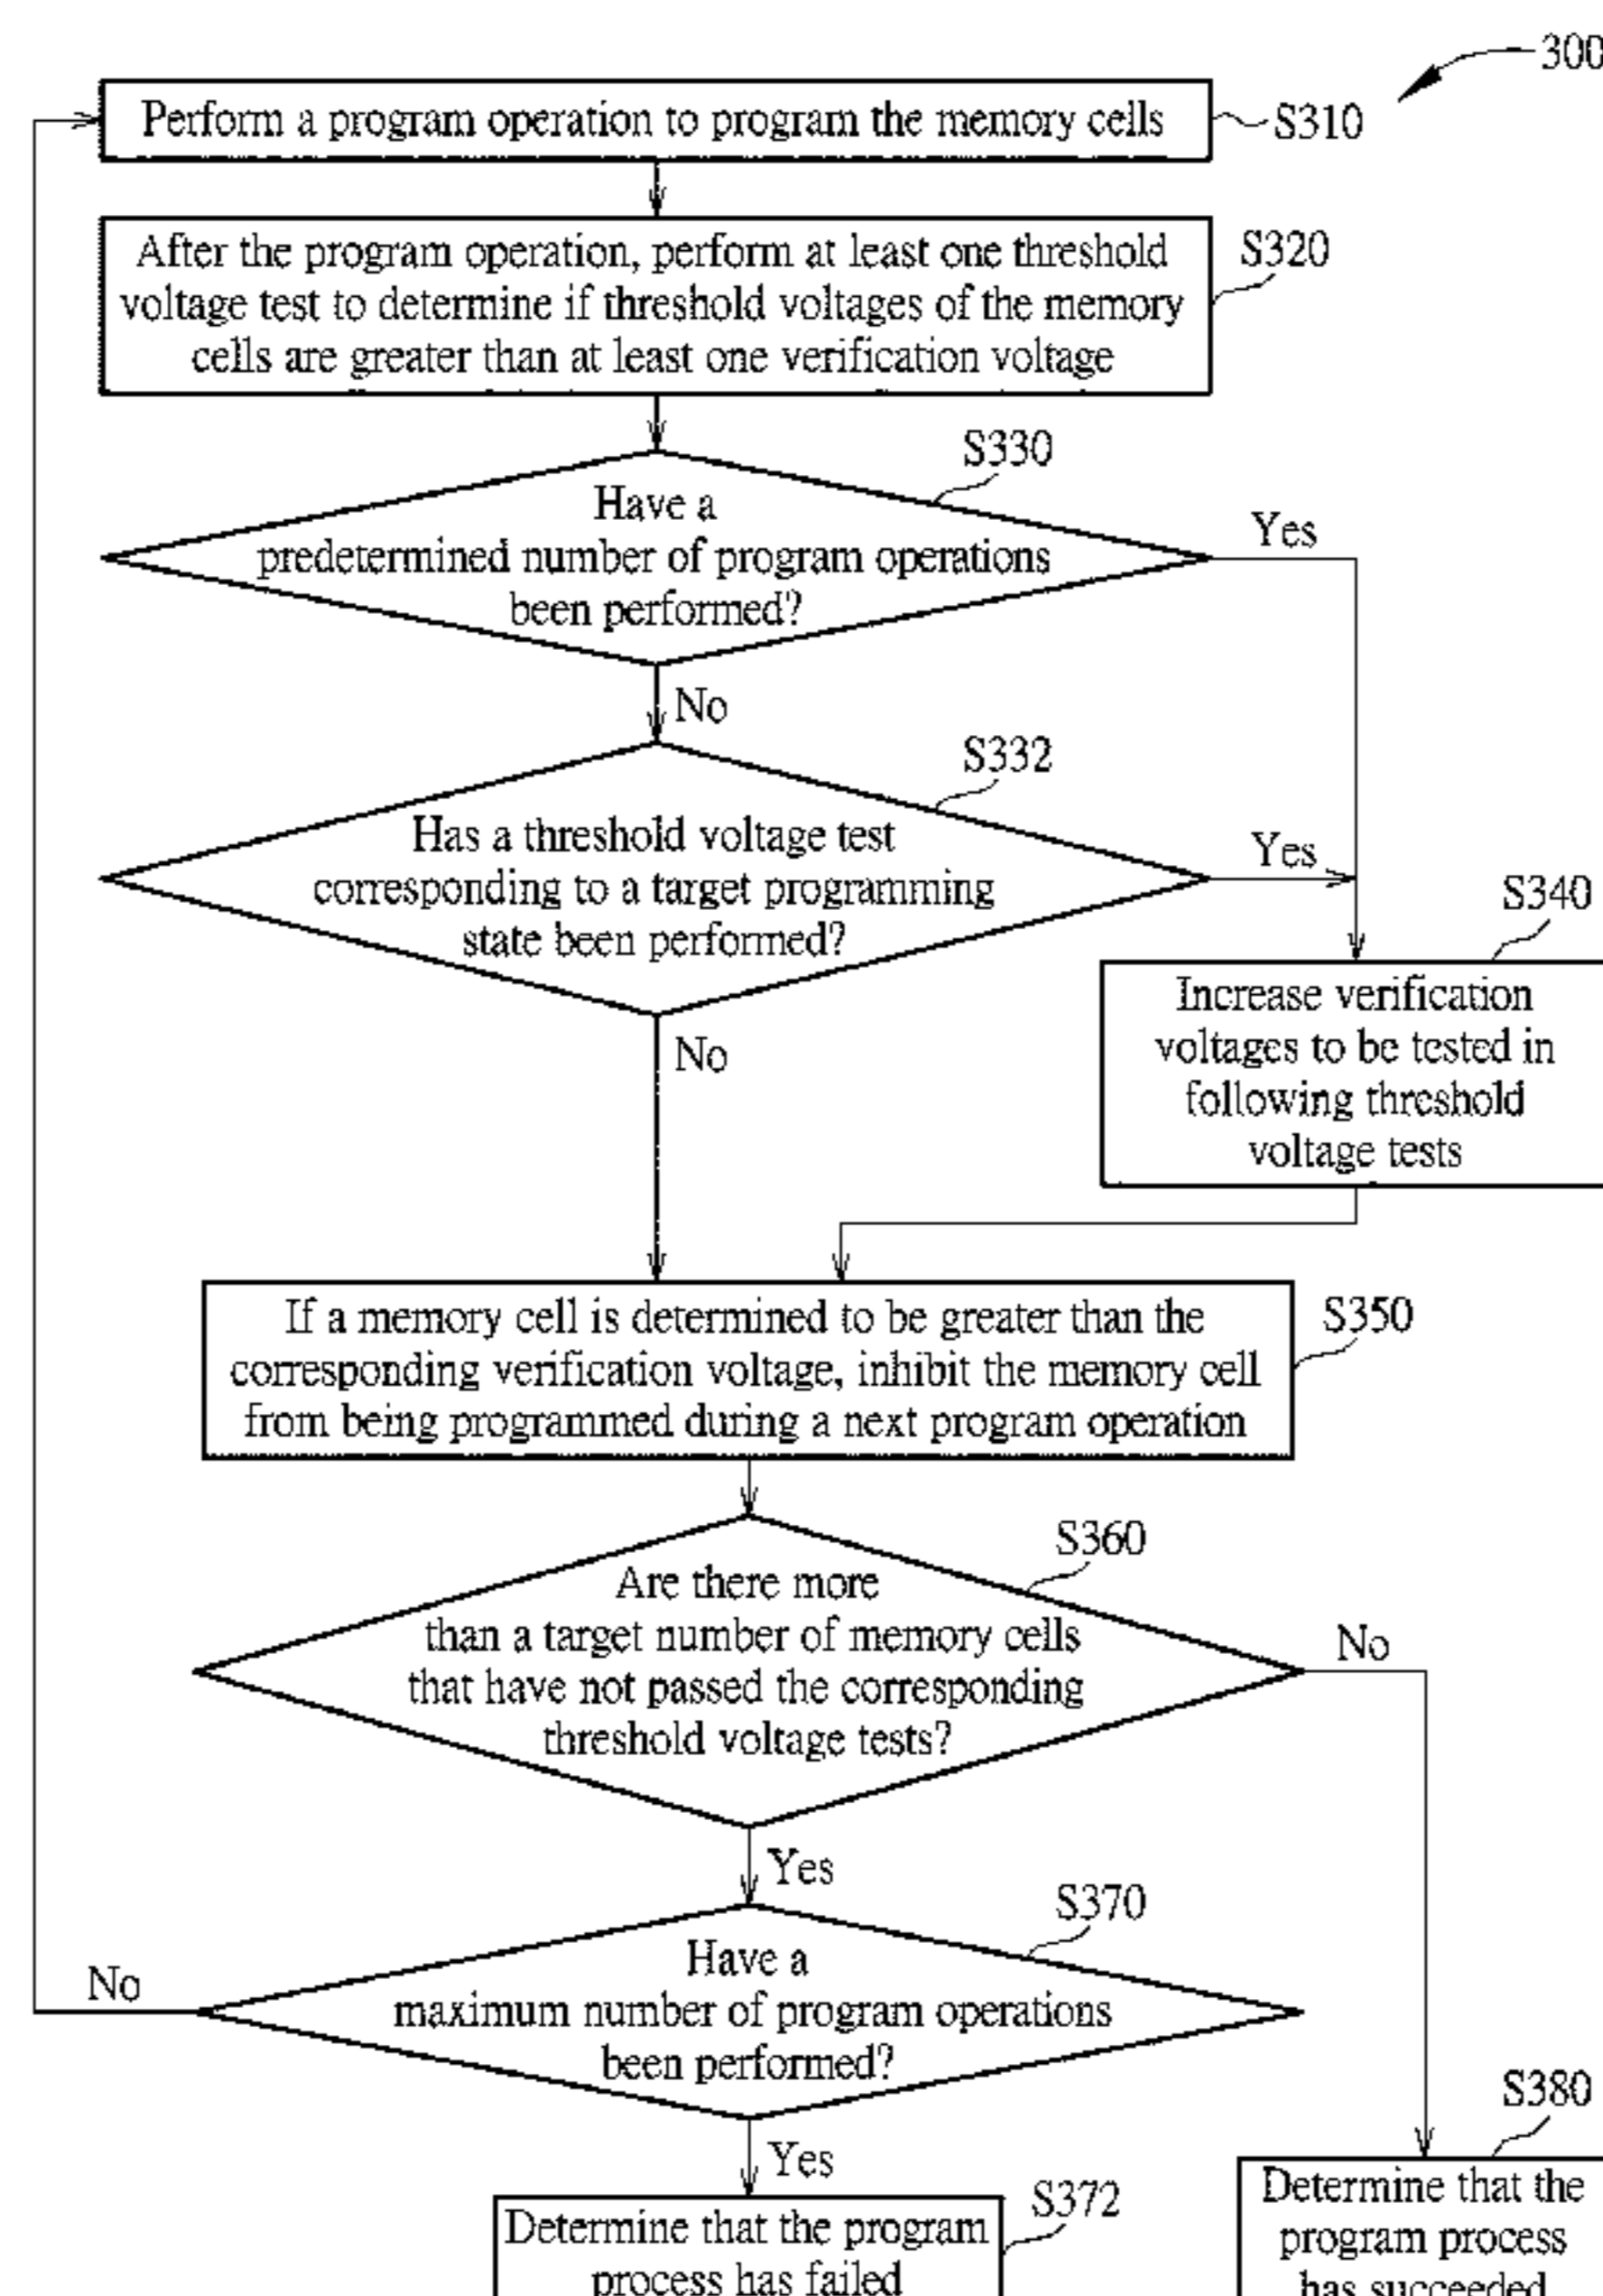 300
Perform a program operation to program the memory cells
S310
After the program operation, perform at least one threshold
voltage test to determine if threshold voltages of the memory
cells are greater than at least one verification voltage
S320
S330
Have a
predetermined number of program operations
been performed?
Yes
No
S332
Has a threshold voltage test
corresponding to a target programming
state been performed?
Yes
No
S340
Increase verification
voltages to be tested in
following threshold
voltage tests
If a memory cell is determined to be greater than the
corresponding verification voltage, inhibit the memory cell
from being programmed during a next program operation
S350
S360
Are there more
than a target number of memory cells
that have not passed the corresponding
threshold voltage tests?
No
Yes
S370
Have a
maximum number of program operations
been performed?
No
Yes
S372
Determine that the program
process has failed
S380
Determine that the
program process
has succeeded